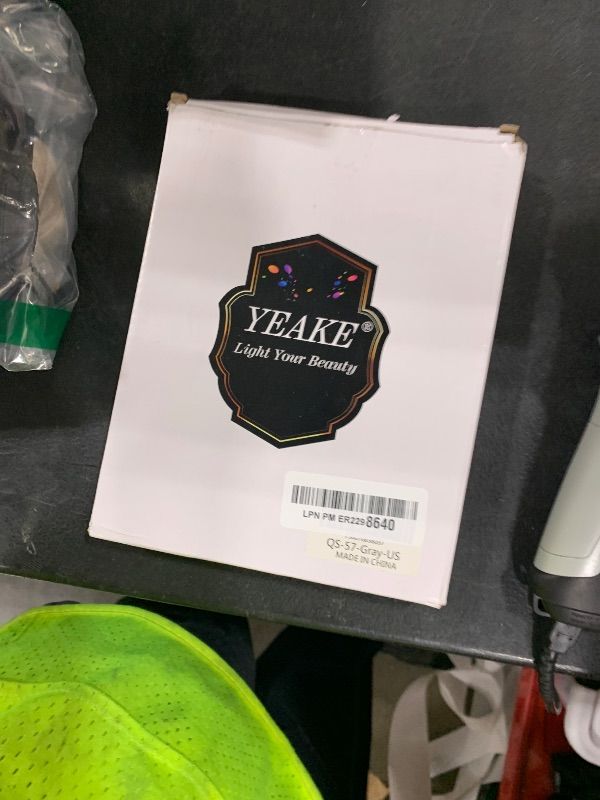 YEAKE®
Light Your Beauty
LPN PM ER2298640
QS-57-Gray-US
MADE IN CHINA